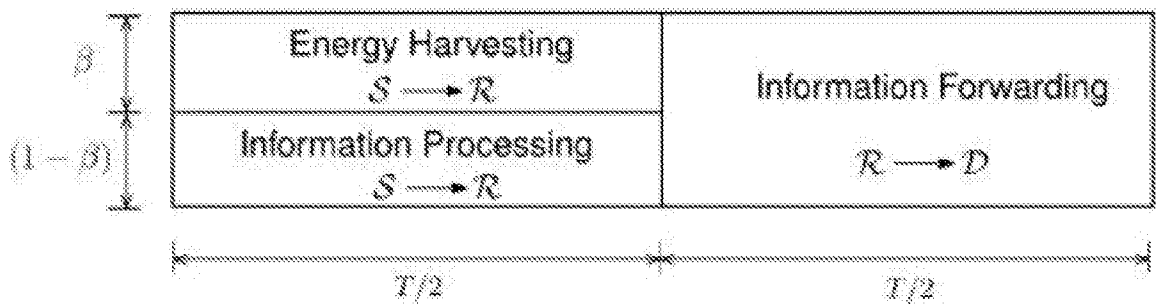 Energy Harvesting
β
S → R
Information Forwarding
Information Processing
(1 − β)
S → R
R → D
T/2
T/2